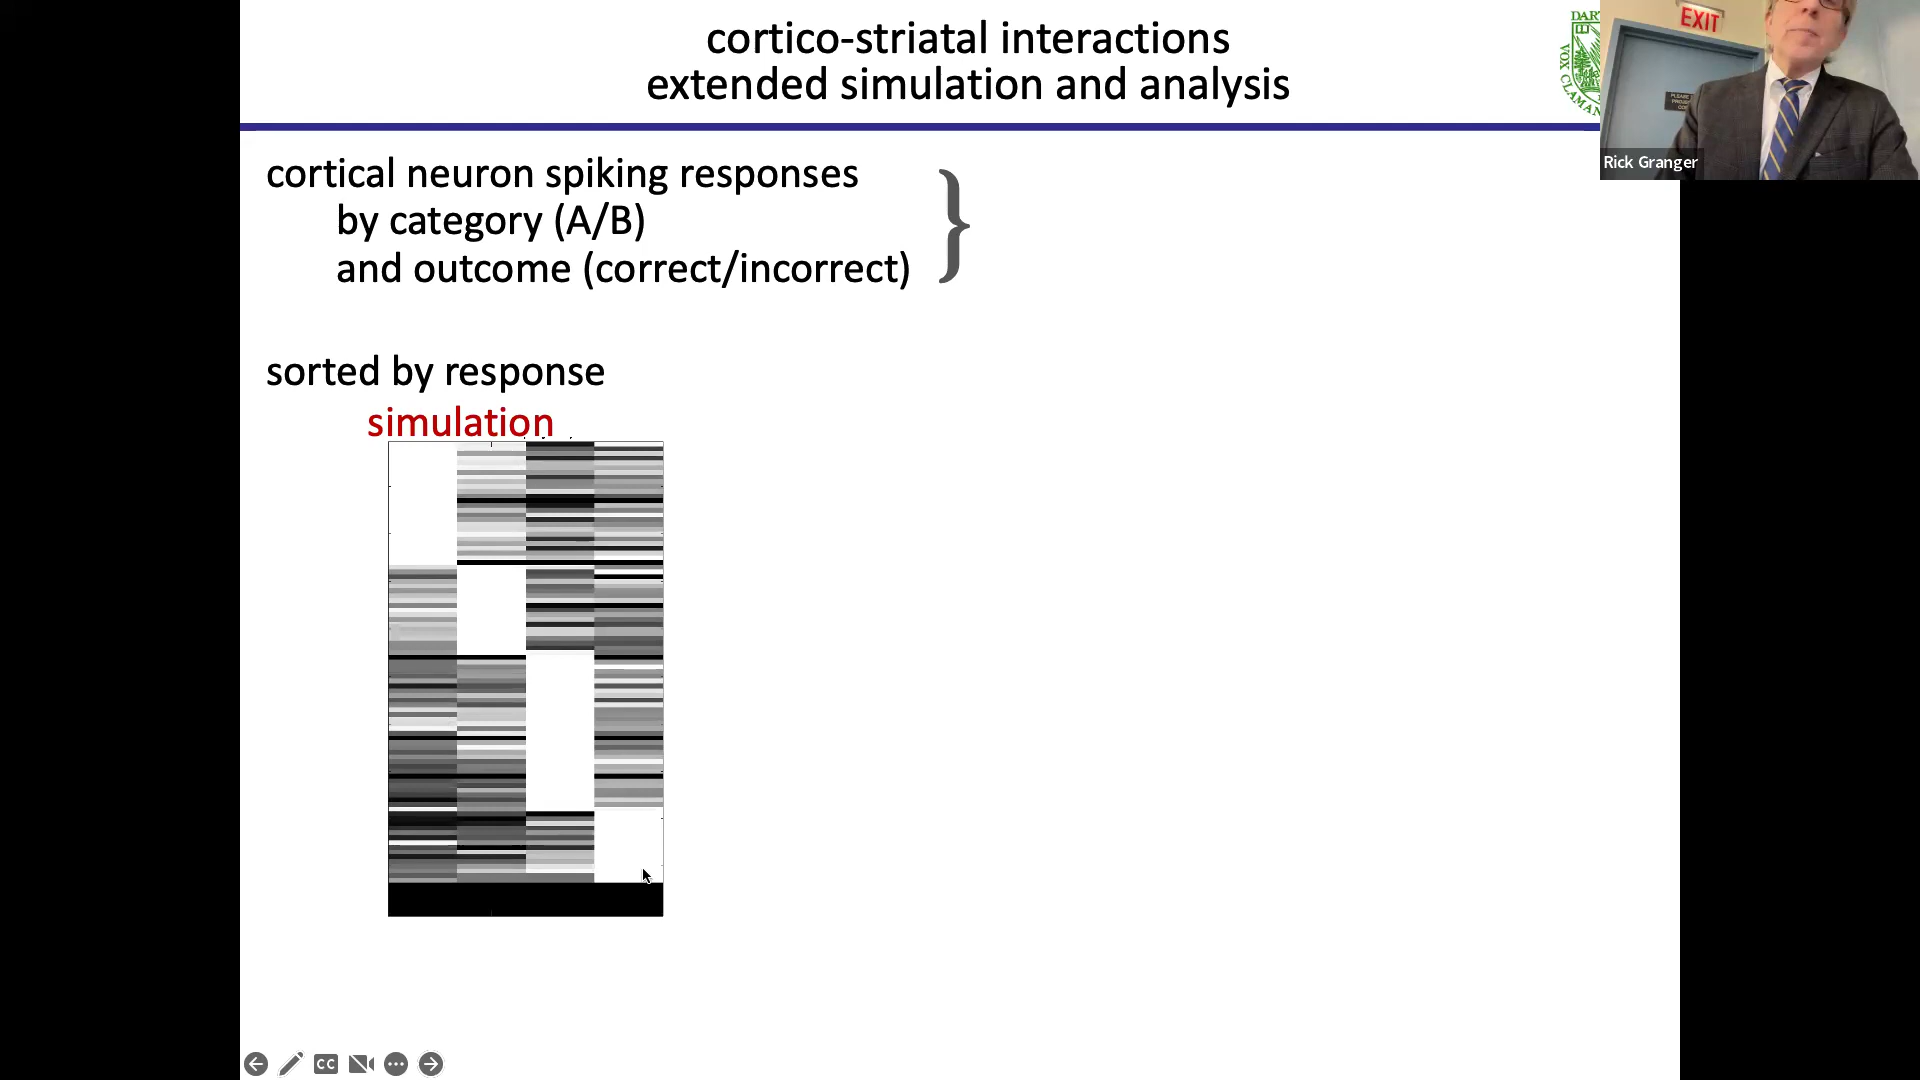 cortico-striatal interactions
extended simulation and analysis
EXIT
Rick Granger
cortical neuron spiking responses
by category (A/B)
and outcome (correct/incorrect)
sorted by response
simulation
CC